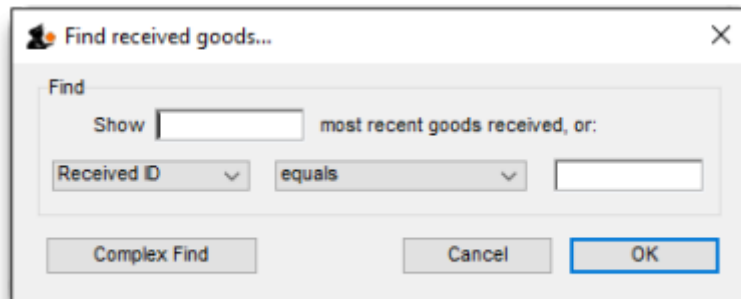 Find received goods...
Find
Show most recent goods received, or:
Received ID equals
Complex Find Cancel OK